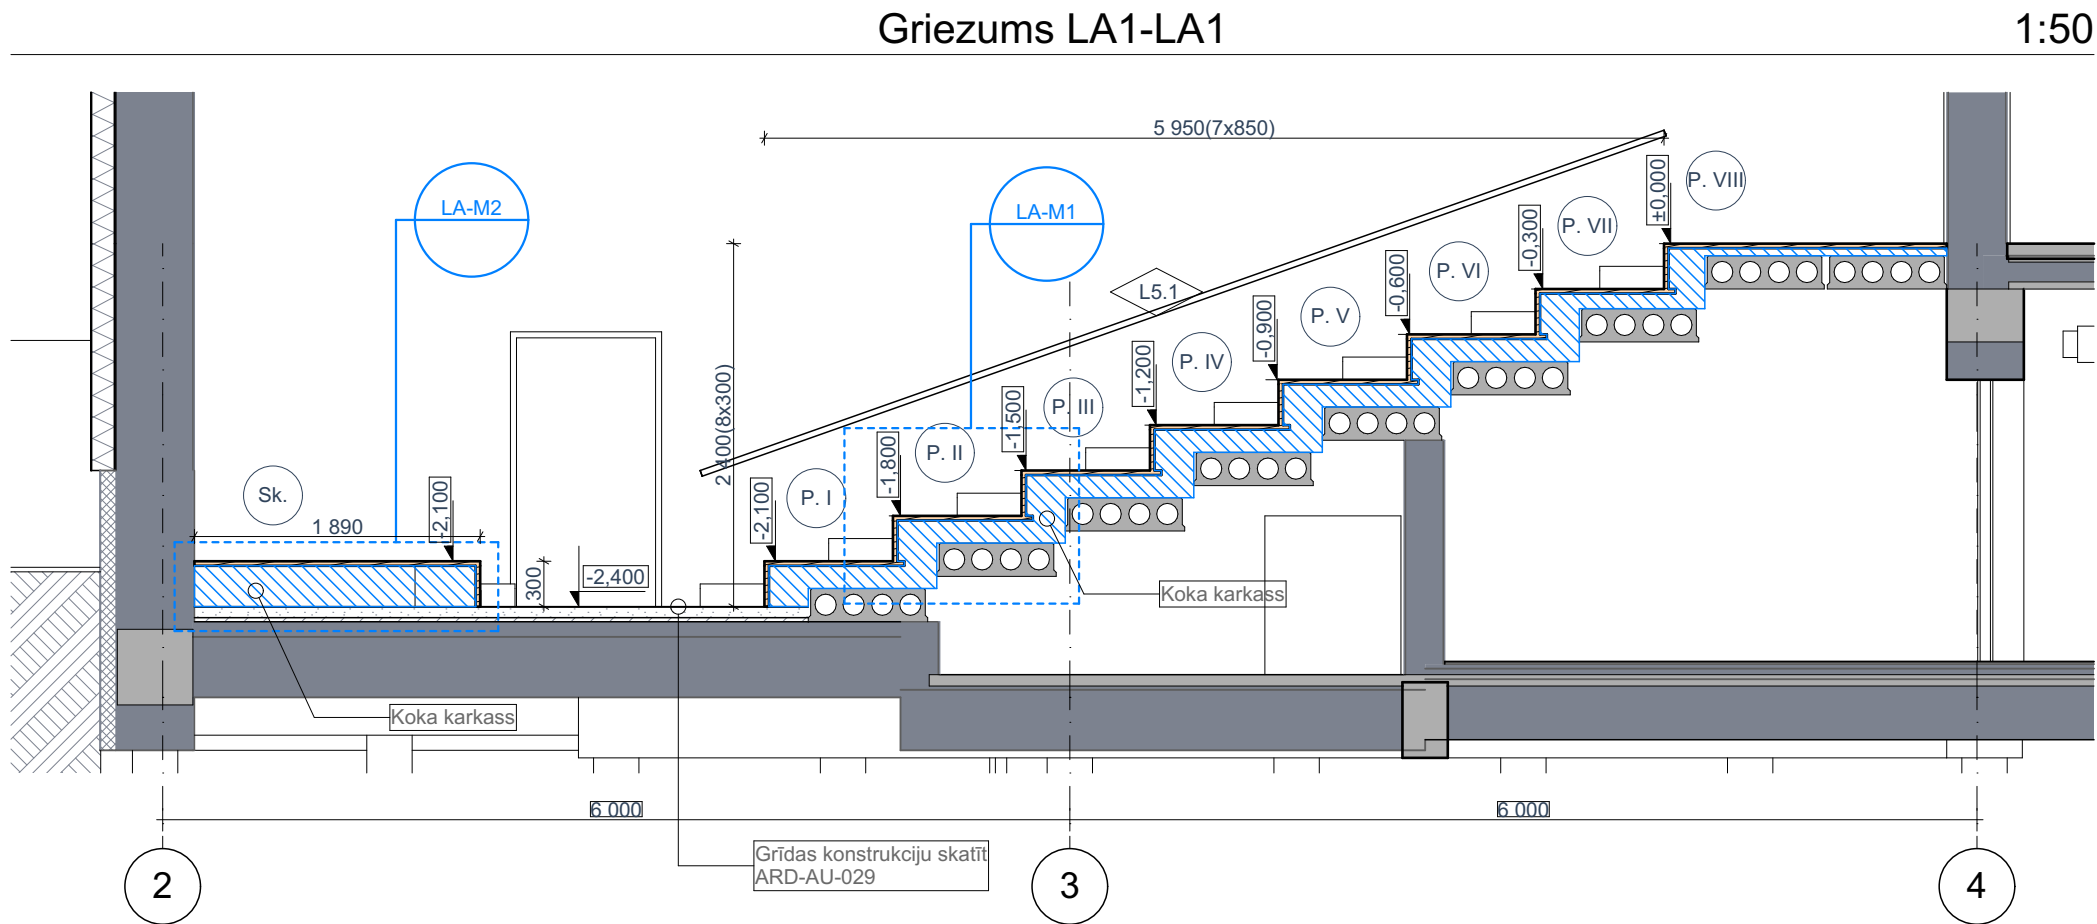 Griezums LA1-LA1
1:50
5 950(7x850)
LA-M2
LA-M1
L5.1
2 400(8x300)
Sk.
1 890
-2,100
300
-2,400
-2,100
P. I
-1,800
P. II
-1,500
P. III
-1,200
P. IV
-0,900
P. V
-0,600
P. VI
-0,300
P. VII
±0,000
P. VIII
Koka karkass
Koka karkass
6 000
6 000
Grīdas konstrukciju skatīt
ARD-AU-029
2
3
4